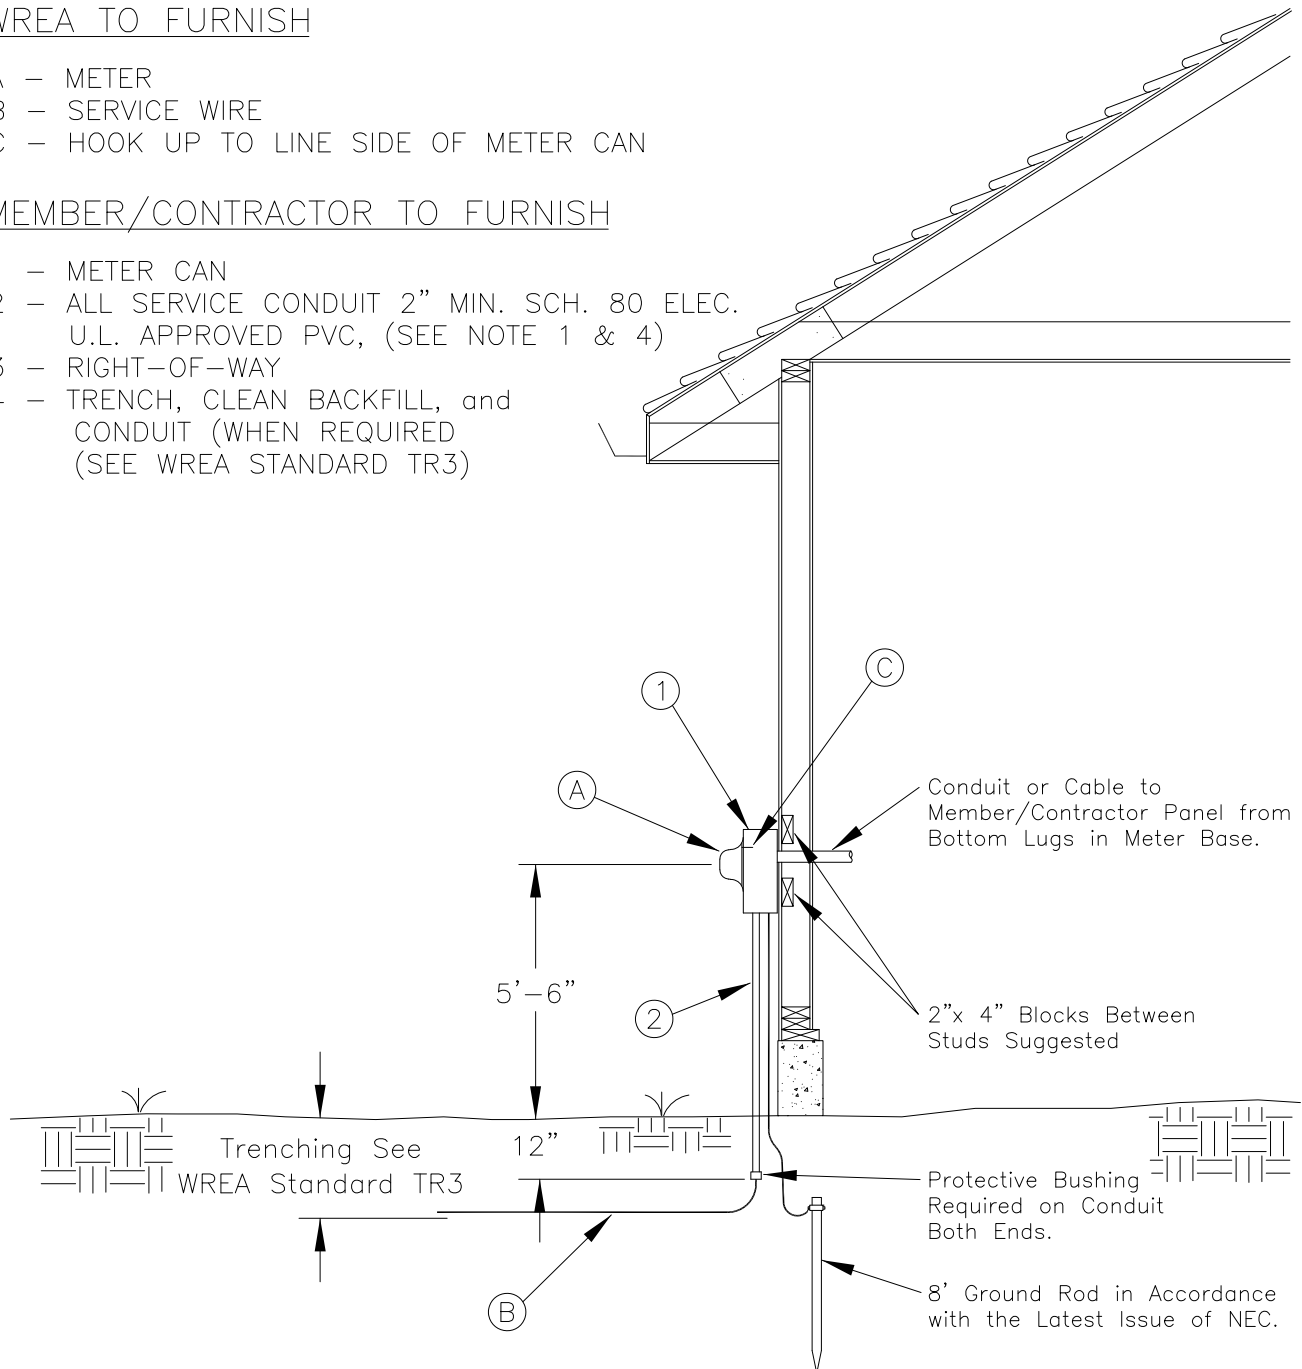 WREA TO FURNISH
A – METER
B – SERVICE WIRE
C – HOOK UP TO LINE SIDE OF METER CAN
MEMBER/CONTRACTOR TO FURNISH
– METER CAN
2 – ALL SERVICE CONDUIT 2” MIN. SCH. 80 ELEC.
U.L. APPROVED PVC, (SEE NOTE 1 & 4)
3 – RIGHT–OF–WAY
– TRENCH, CLEAN BACKFILL, and
CONDUIT (WHEN REQUIRED
(SEE WREA STANDARD TR3)
C
1
A
Conduit or Cable to
Member/Contractor Panel from
Bottom Lugs in Meter Base.
5’–6”
2
2”x 4” Blocks Between
Studs Suggested
12”
Trenching See
WREA Standard TR3
Protective Bushing
Required on Conduit
Both Ends.
B
8’ Ground Rod in Accordance
with the Latest Issue of NEC.